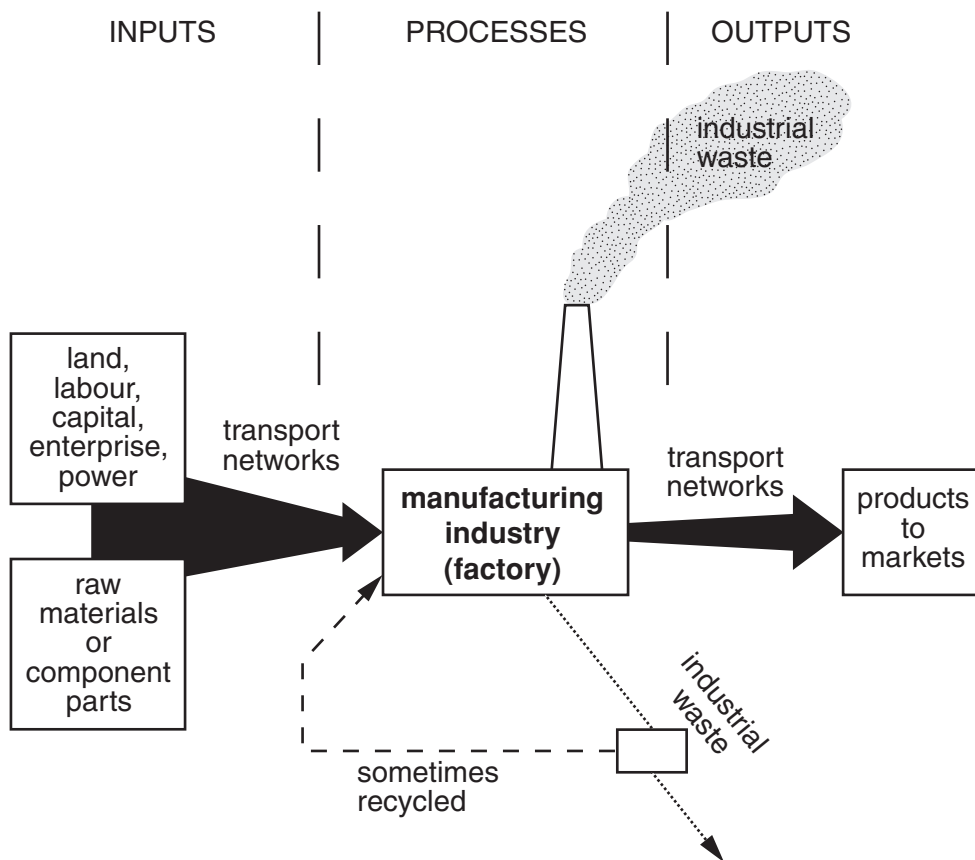 INPUTS
PROCESSES
OUTPUTS
industrial
waste
land,
labour,
capital,
enterprise,
power
transport
networks
manufacturing
industry
(factory)
transport
networks
products
to
markets
raw
materials
or
component
parts
industrial
waste
sometimes
recycled